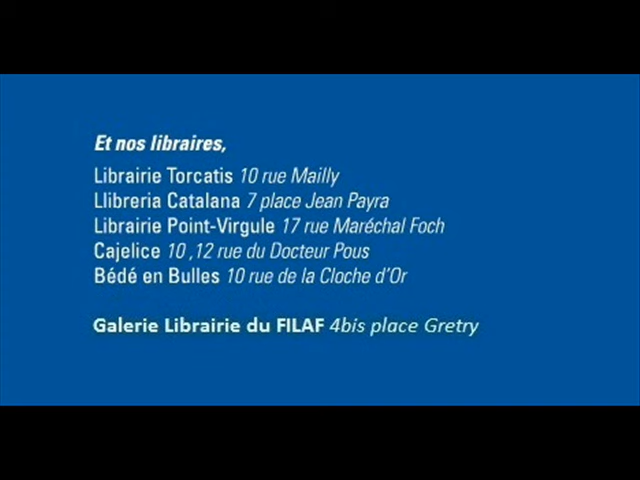 Et nos libraires,
Librairie Torcatis 10 rue Mailly
Llibreria Catalana 7 place Jean Payra
Librairie Point-Virgule 17 rue Maréchal Foch
Cajelice 10 ,12 rue du Docteur Pous
Bédé en Bulles 10 rue de la Cloche d'Or
Galerie Librairie du FILAF 4bis place Gretry